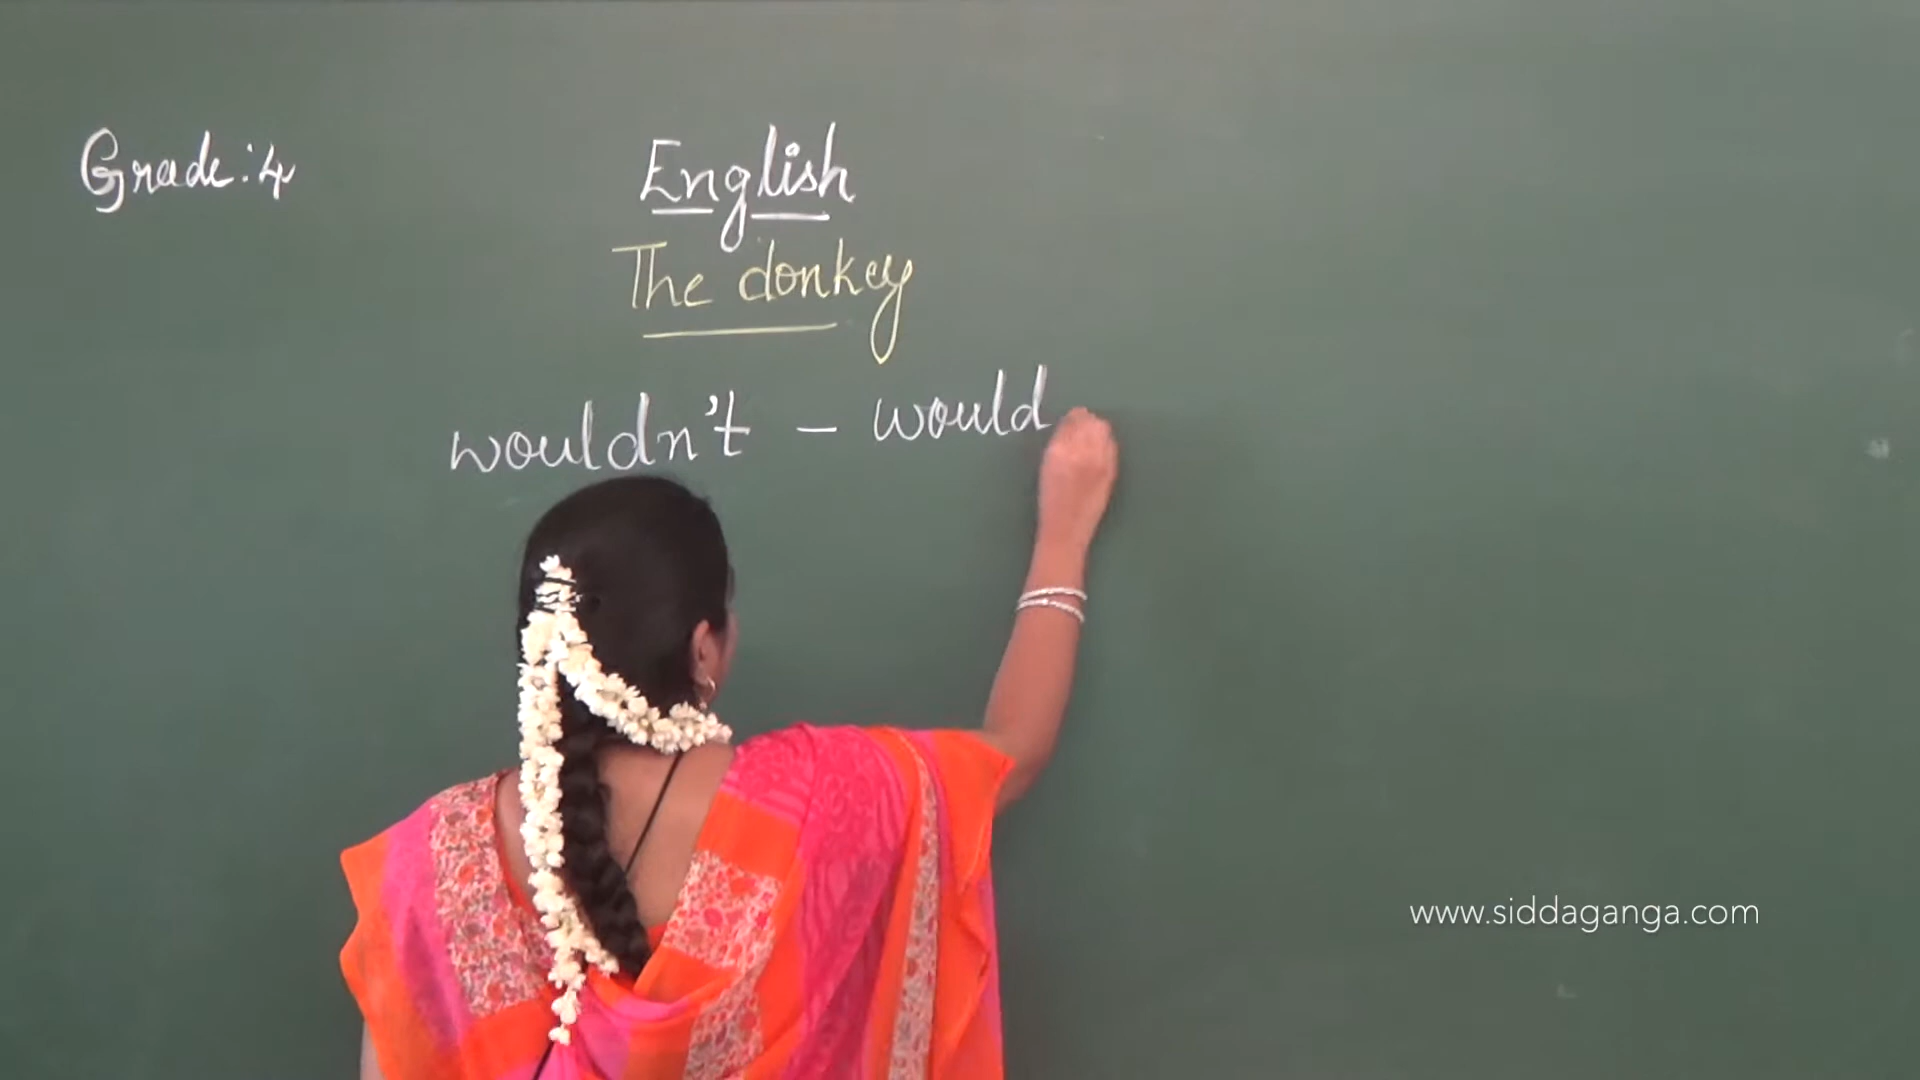 Grade: 4
English
The donkey
wouldn't – would
www.siddaganga.com